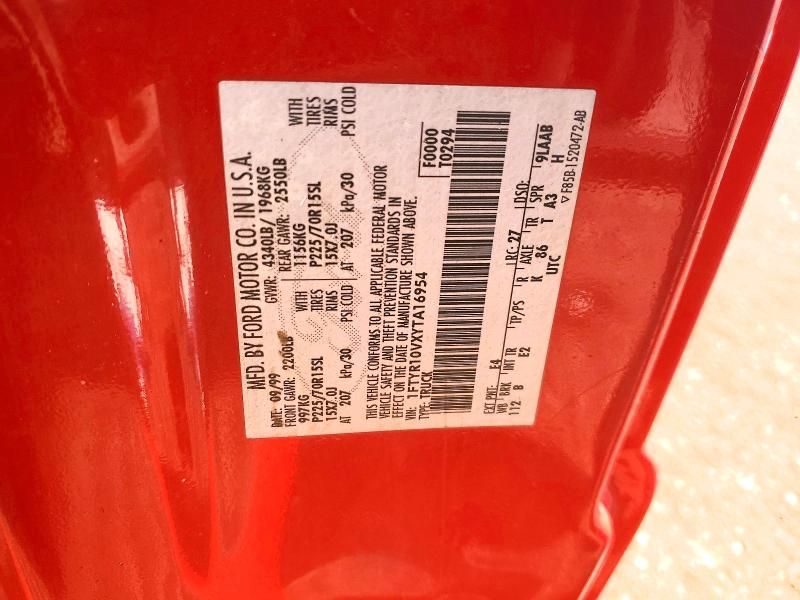 MFD. BY FORD MOTOR CO. IN U.S.A.
DATE: 09/99 GVWR: 4340LB / 1968KG
FRONT GAWR: 2200LB REAR GAWR: 2550LB
997KG WITH 1156KG WITH
P225/70R15SL TIRES P225/70R15SL TIRES
15X7.0J RIMS 15X7.0J RIMS
AT 207 kPa/30 PSI COLD AT 207 kPa/30 PSI COLD
THIS VEHICLE CONFORMS TO ALL APPLICABLE FEDERAL MOTOR
VEHICLE SAFETY AND THEFT PREVENTION STANDARDS IN
EFFECT ON THE DATE OF MANUFACTURE SHOWN ABOVE.
VIN: 1FTYR10VXYTA16954
TYPE: TRUCK
F0000
T0294
EXT PNT: E4 RC: 27 DSO:
WB BRK INT TR TP/PS R AXLE TR SPR 9LAAB
112 B E2 K 86 T A3 H
UTC
▽ F85B-1520472-AB